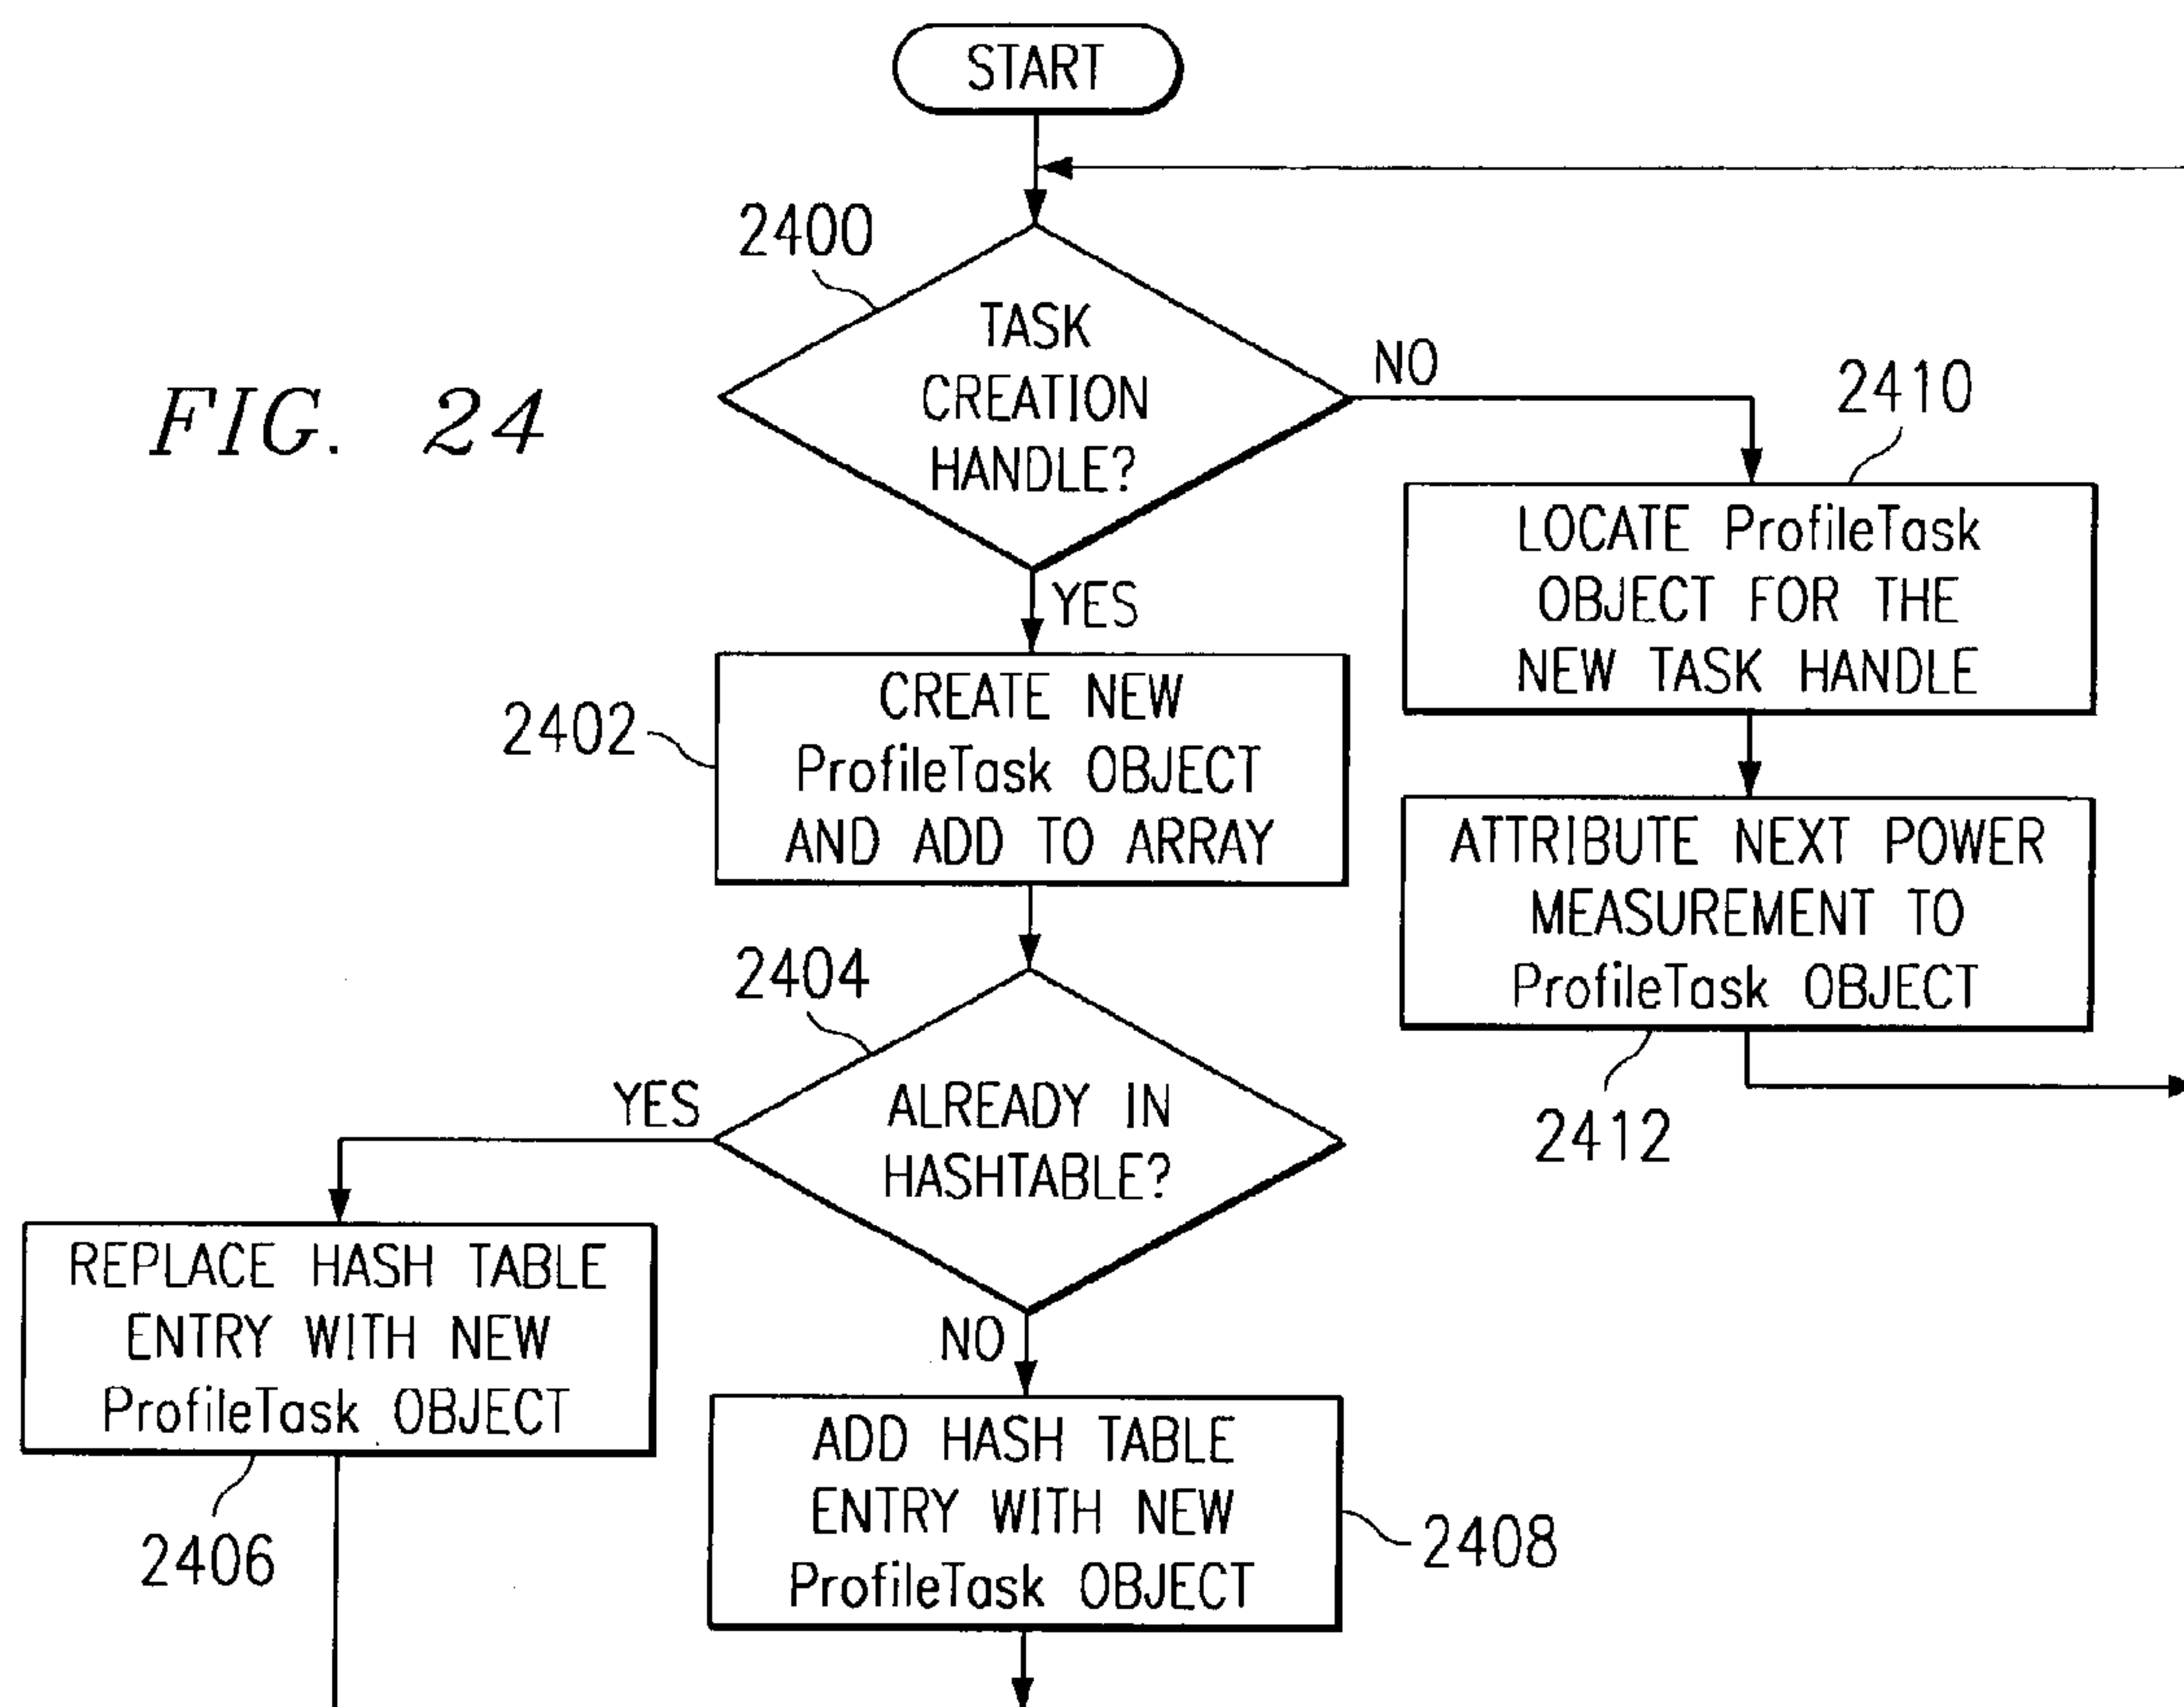 START
2400
TASK
CREATION
HANDLE?
NO
FIG. 24
2410
YES
LOCATE ProfileTask
OBJECT FOR THE
NEW TASK HANDLE
2402
CREATE NEW
ProfileTask OBJECT
AND ADD TO ARRAY
ATTRIBUTE NEXT POWER
MEASUREMENT TO
ProfileTask OBJECT
2412
2404
ALREADY IN
HASHTABLE?
YES
NO
REPLACE HASH TABLE
ENTRY WITH NEW
ProfileTask OBJECT
2406
ADD HASH TABLE
ENTRY WITH NEW
ProfileTask OBJECT
2408